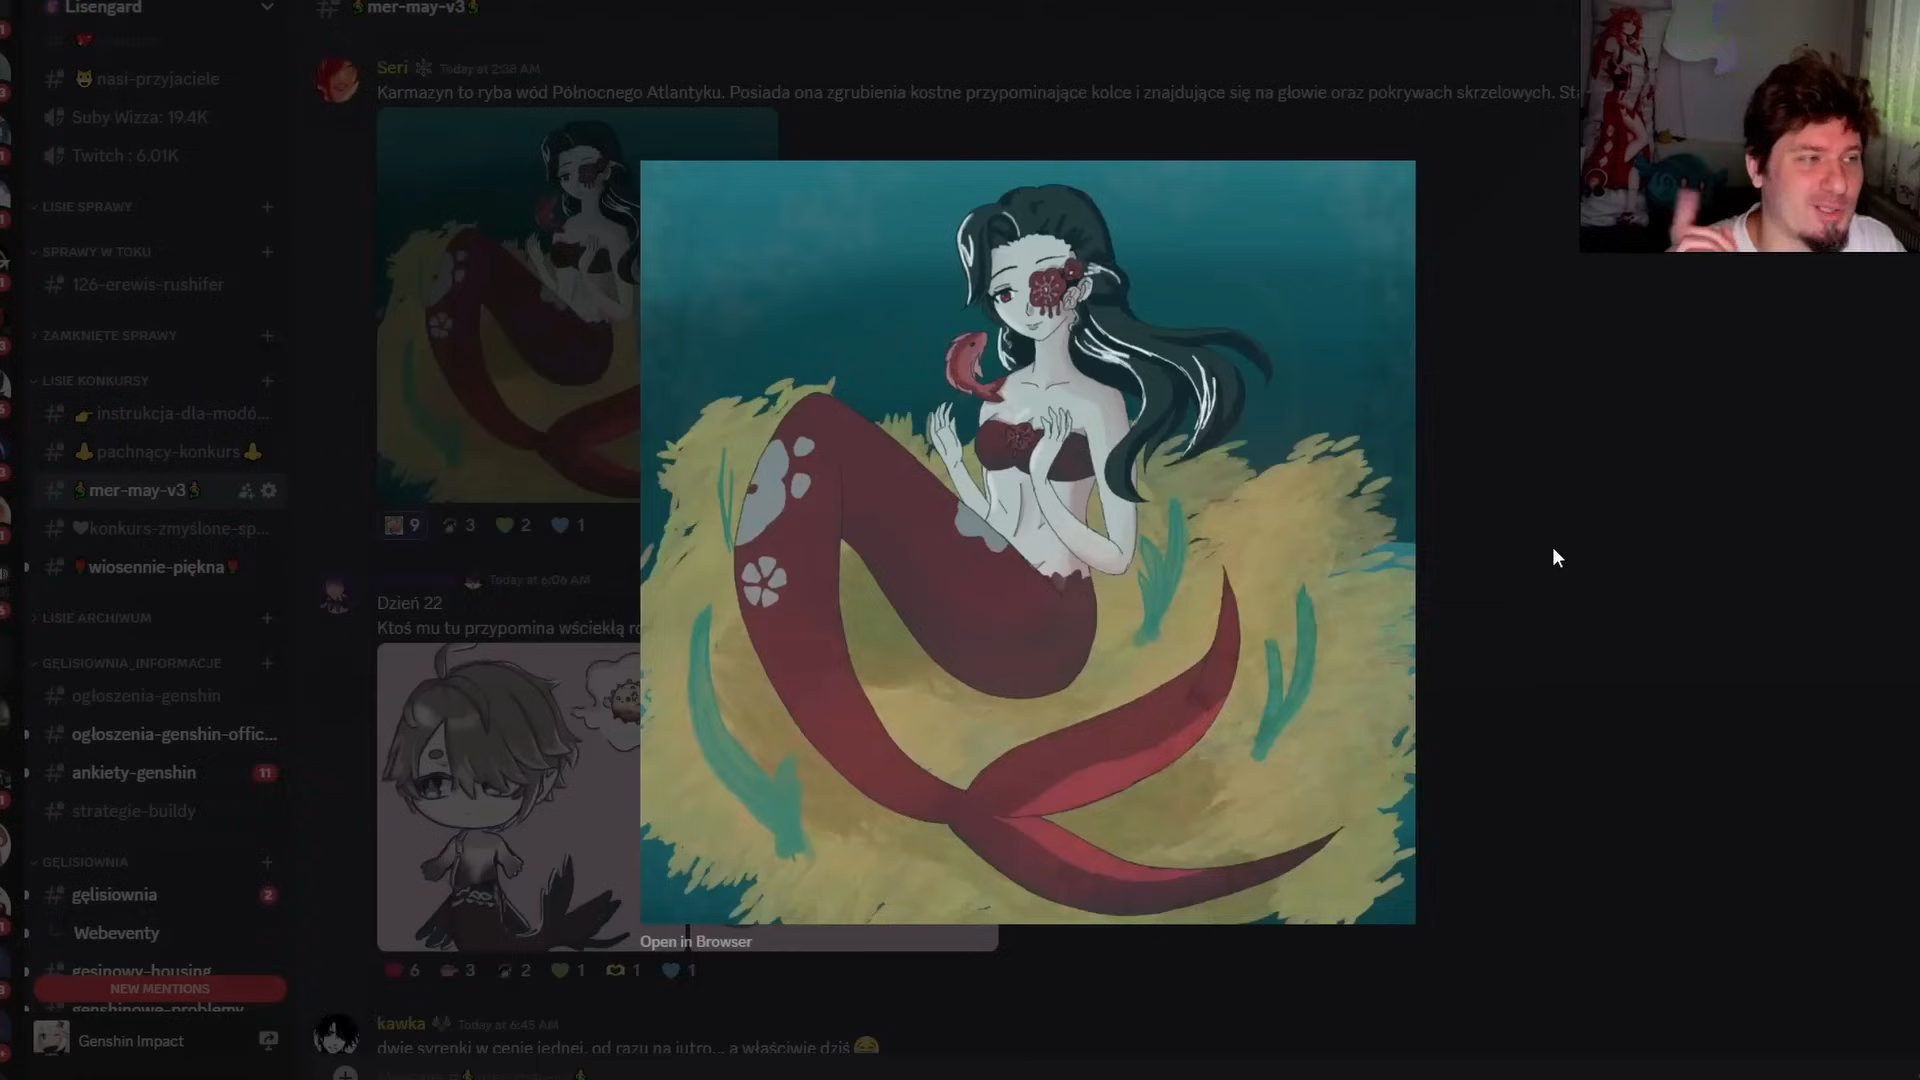 Lisengard
nasi-przyjaciele
Suby Wizza: 19.4K
Twitch : 6.01K
LISIE SPRAWY
SPRAWY W TOKU
126-erewis-rushifer
ZAMKNIĘTE SPRAWY
LISIE KONKURSY
instrukcja-dla-modó...
pachnący-konkurs
mer-may-v3
konkurs-zmyślone-sp...
wiosennie-piękna
LISIE ARCHIWUM
GĘLISIOWNIA_INFORMACJE
ogłoszenia-genshin
ogłoszenia-genshin-offic...
ankiety-genshin 11
strategie-buildy
GĘLISIOWNIA
gęlisiownia 2
Webeventy
gesinowy-housing
NEW MENTIONS
genshinowe-problemy
Genshin Impact
mer-may-v3
Seri Today at 2:38 AM
Karmazyn to ryba wód Północnego Atlantyku. Posiada ona zgrubienia kostne przypominające kolce i znajdujące się na głowie oraz pokrywach skrzelowych.
9 3 2 1
Today at 6:06 AM
Dzień 22
Ktoś mu tu przypomina wściekłą
Open in Browser
6 3 2 1 1 1
kawka Today at 6:45 AM
dwie syrenki w cenie jednej, od razu na jutro... a właściwie dziś